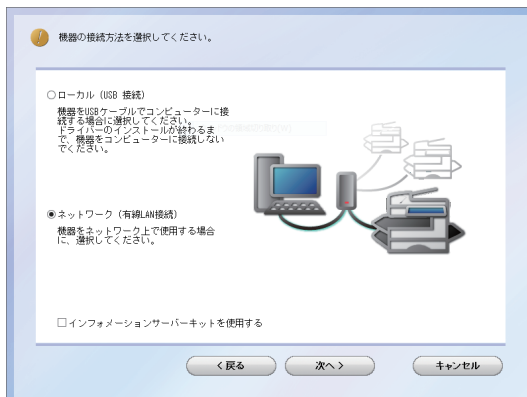 機器の接続方法を選択してください。
○ローカル（USB 接続）
機器をUSBケーブルでコンピューターに接
続する場合に選択してください。
ドライバーのインストールが終わるま
で、機器をコンピューターに接続しない
でください。
◉ネットワーク（有線LAN接続）
機器をネットワーク上で使用する場合
に、選択してください。
□インフォメーションサーバーキットを使用する
＜戻る
次へ＞
キャンセル